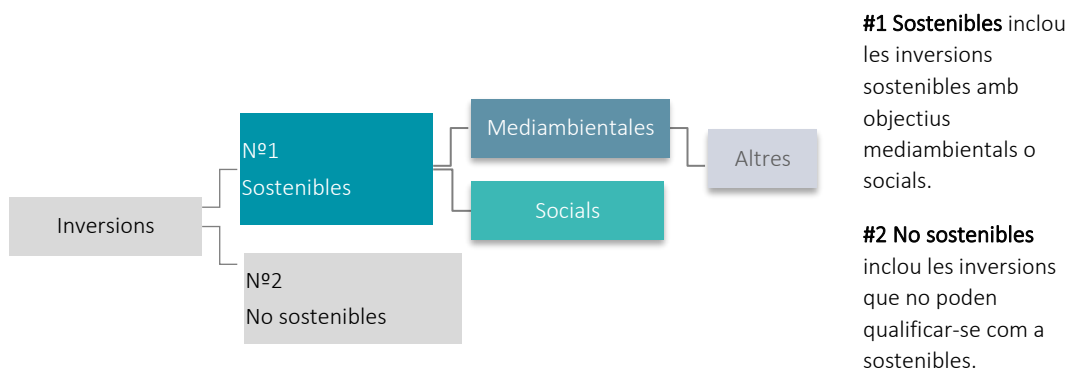 Inversions
Nº1
Sostenibles
Nº2
No sostenibles
Mediambientales
Socials
Altres
#1 Sostenibles inclou
les inversions
sostenibles amb
objectius
mediambientals o
socials.
#2 No sostenibles
inclou les inversions
que no poden
qualificar-se com a
sostenibles.